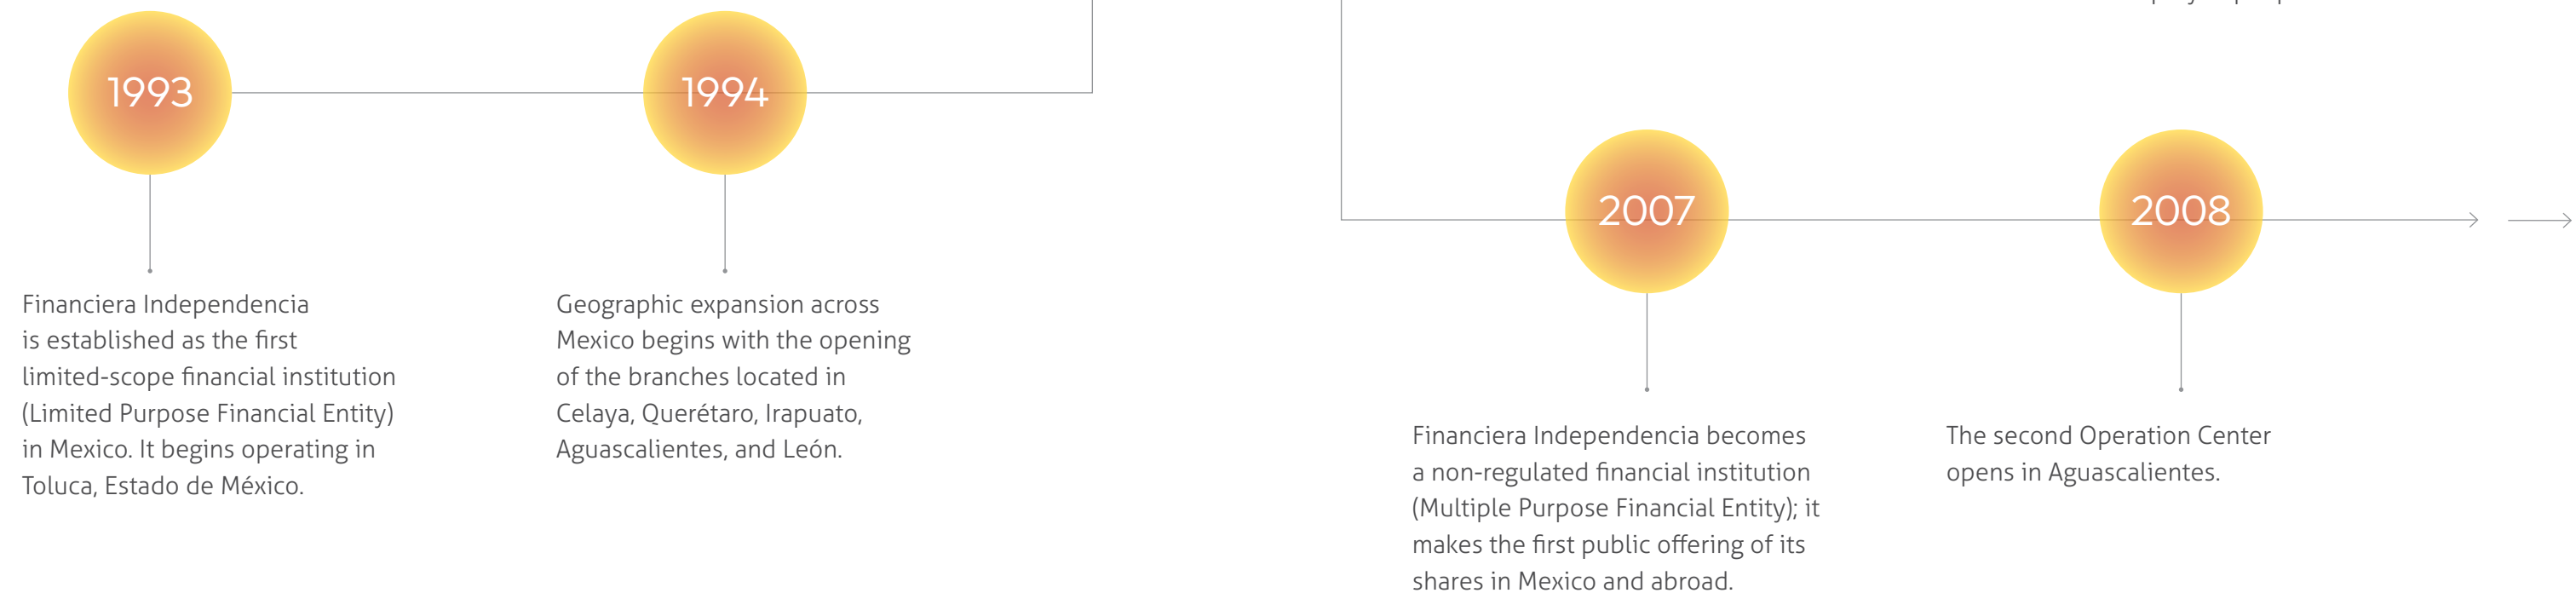 1993
Financiera Independencia
is established as the first
limited-scope financial institution
(Limited Purpose Financial Entity)
in Mexico. It begins operating in
Toluca, Estado de México.
1994
Geographic expansion across
Mexico begins with the opening
of the branches located in
Celaya, Querétaro, Irapuato,
Aguascalientes, and León.
2007
Financiera Independencia becomes
a non-regulated financial institution
(Multiple Purpose Financial Entity); it
makes the first public offering of its
shares in Mexico and abroad.
2008
The second Operation Center
opens in Aguascalientes.